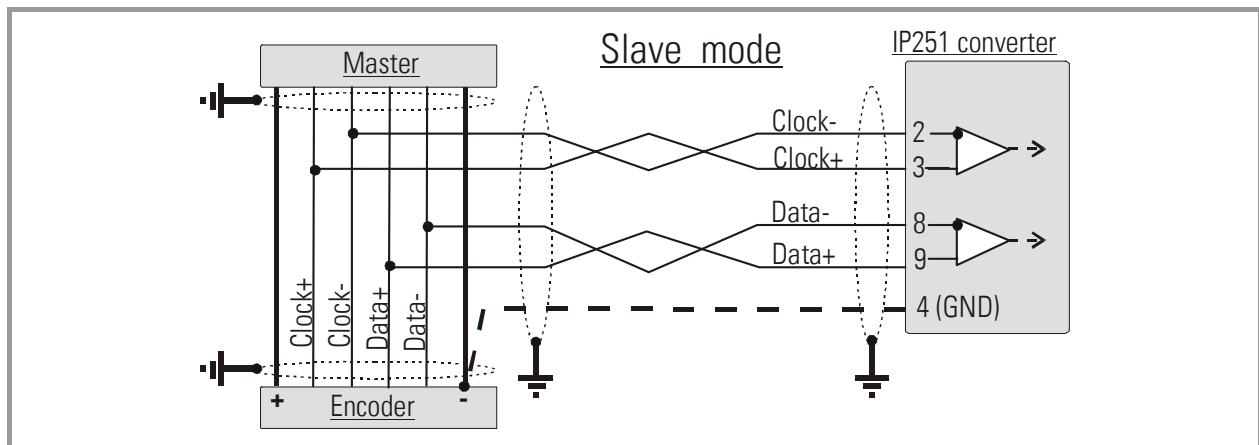 Slave mode
IP251 converter
Master
Clock-
2
Clock+
3
Data-
8
Data+
9
4 (GND)
Clock+
Clock-
Data+
Data-
+
Encoder
-